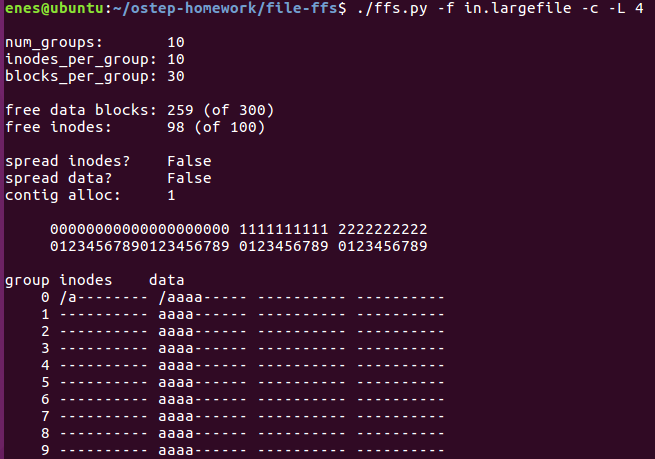 enes@ubuntu:~/ostep-homework/file-ffs$ ./ffs.py -f in.largefile -c -L 4
num_groups:       10
inodes_per_group: 10
blocks_per_group: 30
free data blocks: 259 (of 300)
free inodes:      98 (of 100)
spread inodes?    False
spread data?      False
contig alloc:     1
     00000000000000000000 1111111111 2222222222
     01234567890123456789 0123456789 0123456789
group inodes    data
    0 /a-------- /aaaa----- ---------- ----------
    1 ---------- aaaa------ ---------- ----------
    2 ---------- aaaa------ ---------- ----------
    3 ---------- aaaa------ ---------- ----------
    4 ---------- aaaa------ ---------- ----------
    5 ---------- aaaa------ ---------- ----------
    6 ---------- aaaa------ ---------- ----------
    7 ---------- aaaa------ ---------- ----------
    8 ---------- aaaa------ ---------- ----------
    9 ---------- aaaa------ ---------- ----------